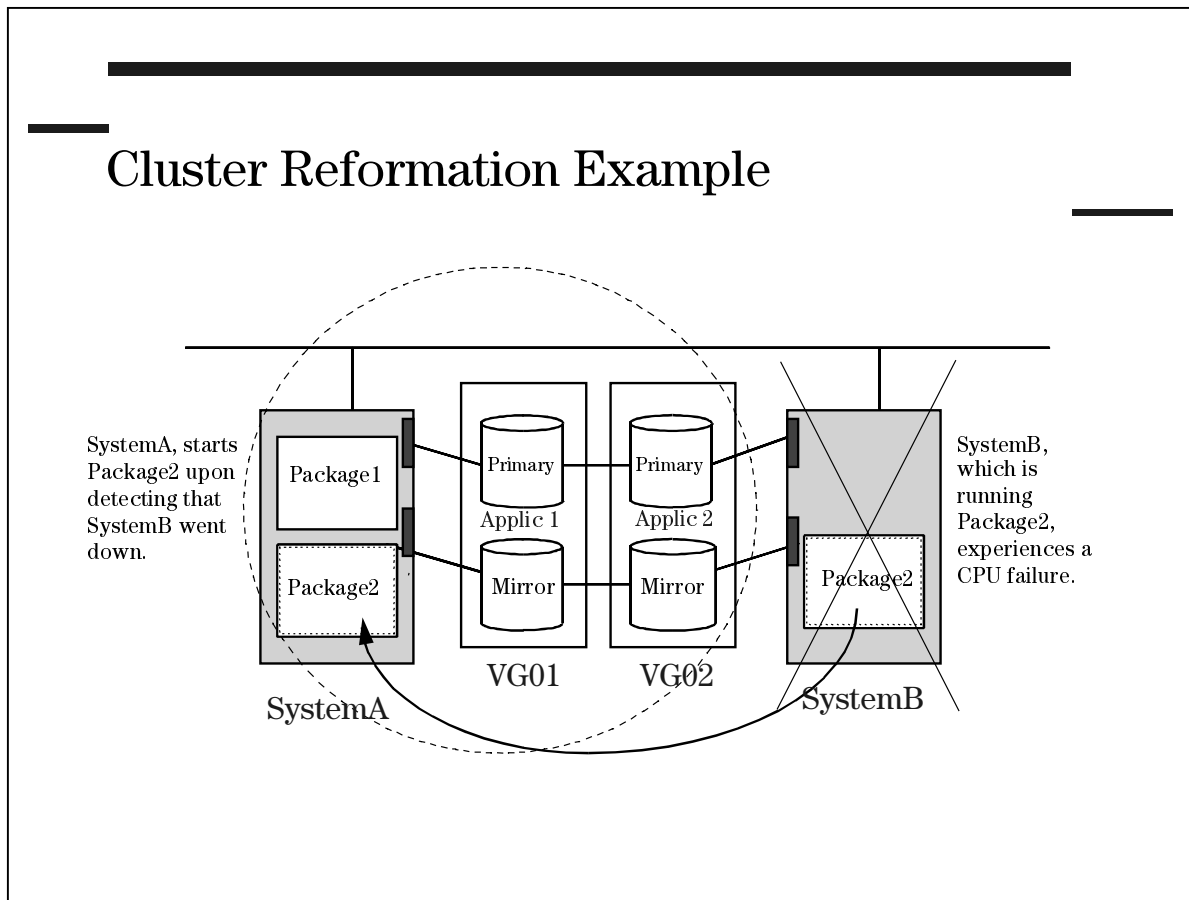 Cluster Reformation Example
SystemA, starts
Package2 upon
detecting that
SystemB went
down.
Package1
Package2
SystemA
Primary
Applic 1
Mirror
VG01
Primary
Applic 2
Mirror
VG02
Package2
SystemB
SystemB,
which is
running
Package2,
experiences a
CPU failure.